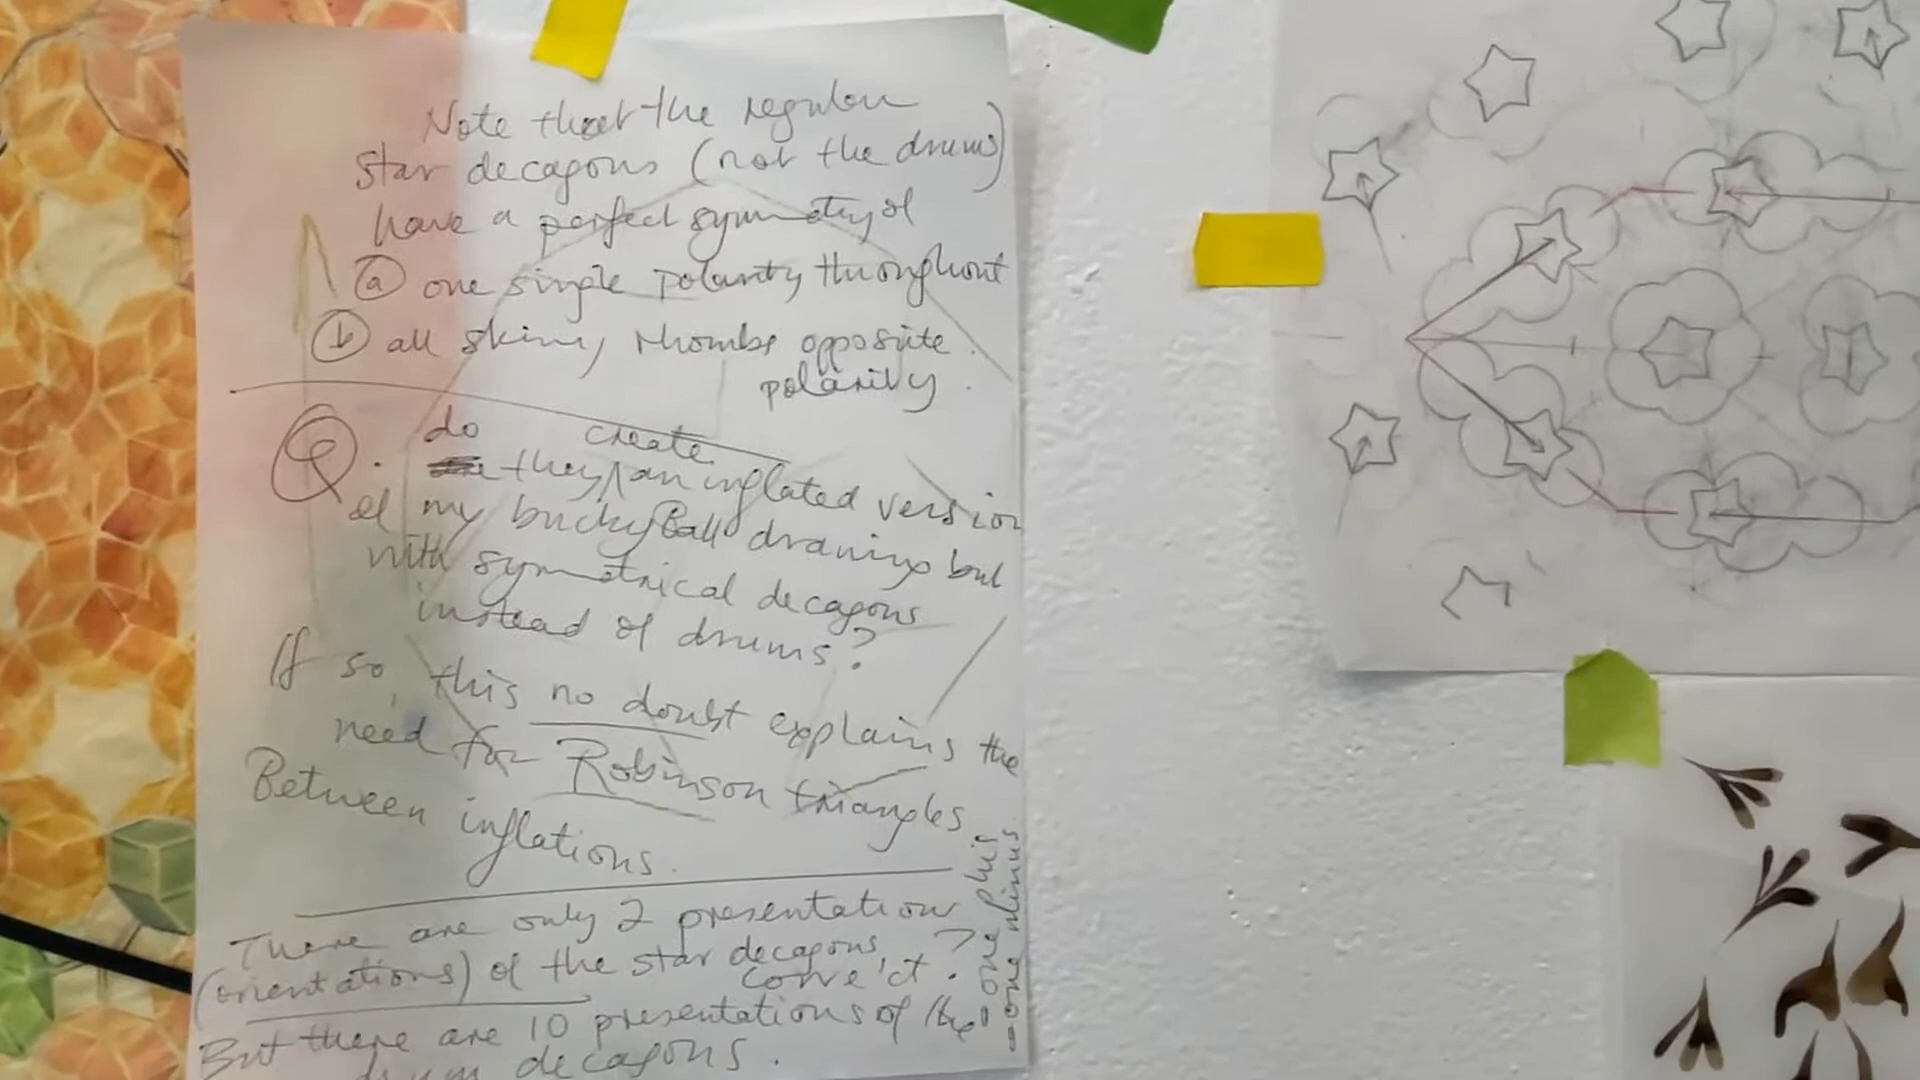 Note that the regular
star decagons (not the drums)
have a perfect symmetry of
(a) one single polarity throughout
(b) all skinny rhombs opposite
polarity.
Q. do they create an inflated version
of my buckyball drawing but
with symmetrical decagons
instead of drums?
If so, this no doubt explains the
need for Robinson triangles
Between inflations.
There are only 2 presentation
(orientations) of the star decagons,
correct?
one plus
one minus
But there are 10 presentations of the
drum decagons.